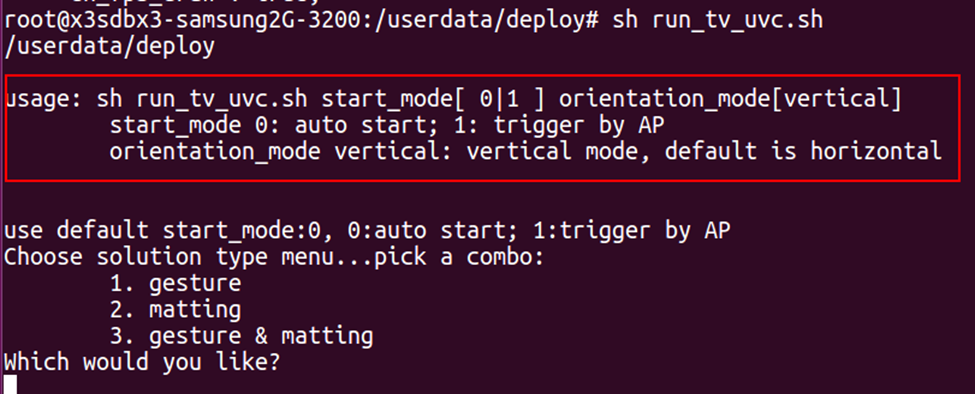 root@x3sdbx3-samsung2G-3200:/userdata/deploy# sh run_tv_uvc.sh
/userdata/deploy
usage: sh run_tv_uvc.sh start_mode[ 0|1 ] orientation_mode[vertical]
start_mode 0: auto start; 1: trigger by AP
orientation_mode vertical: vertical mode, default is horizontal
use default start_mode:0, 0:auto start; 1:trigger by AP
Choose solution type menu...pick a combo:
1. gesture
2. matting
3. gesture & matting
Which would you like?